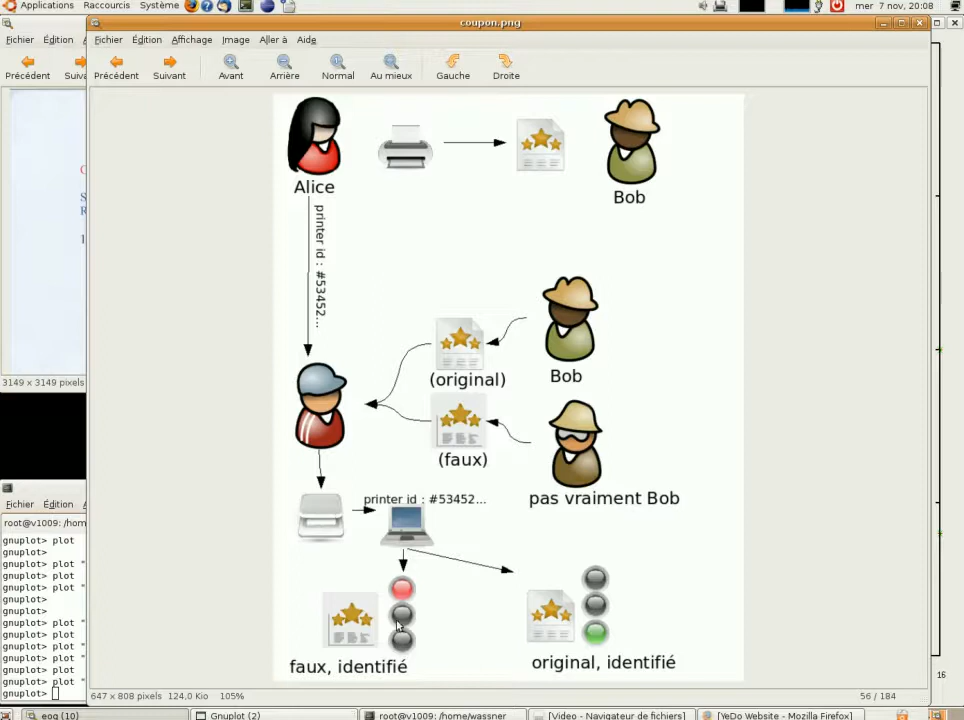 Applications Raccourcis Système
mer 7 nov, 20:08
coupon.png
Fichier Édition
Fichier Édition Affichage Image Aller à Aide
Précédent
Précédent Suivant Avant Arrière Normal Au mieux Gauche Droite
Alice
Bob
printer id : #53452...
3149 x 3149 pixels
(original)
Bob
(faux)
pas vraiment Bob
printer id : #53452...
Fichier Édition
root@v1009: /hom
gnuplot> plot
gnuplot>
gnuplot> plot "
gnuplot> plot
gnuplot> plot "
gnuplot>
gnuplot>
gnuplot> plot "
gnuplot> plot
gnuplot> plot "
gnuplot> plot "
gnuplot> plot
gnuplot> plot "
gnuplot>
faux, identifié
original, identifié
16
647 x 808 pixels 124,0 Kio 105%
56 / 184
eog (10)
Gnuplot (2)
root@v1009: /home/wassner
[Video - Navigateur de fichiers]
[YeDo Website - Mozilla Firefox]